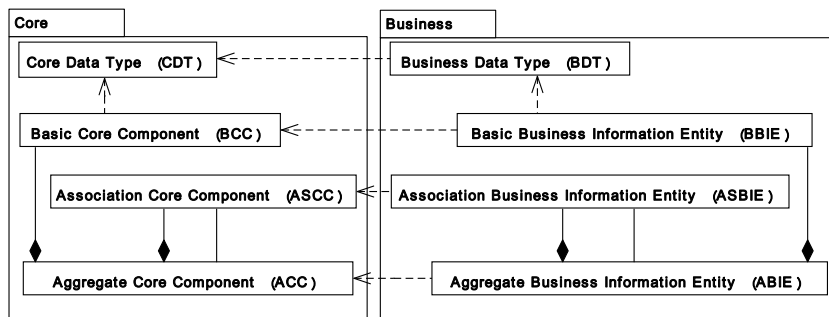 Core
Business
Core Data Type (CDT)
Business Data Type (BDT)
Basic Core Component (BCC)
Basic Business Information Entity (BBIE)
Association Core Component (ASCC)
Association Business Information Entity (ASBIE)
Aggregate Core Component (ACC)
Aggregate Business Information Entity (ABIE)